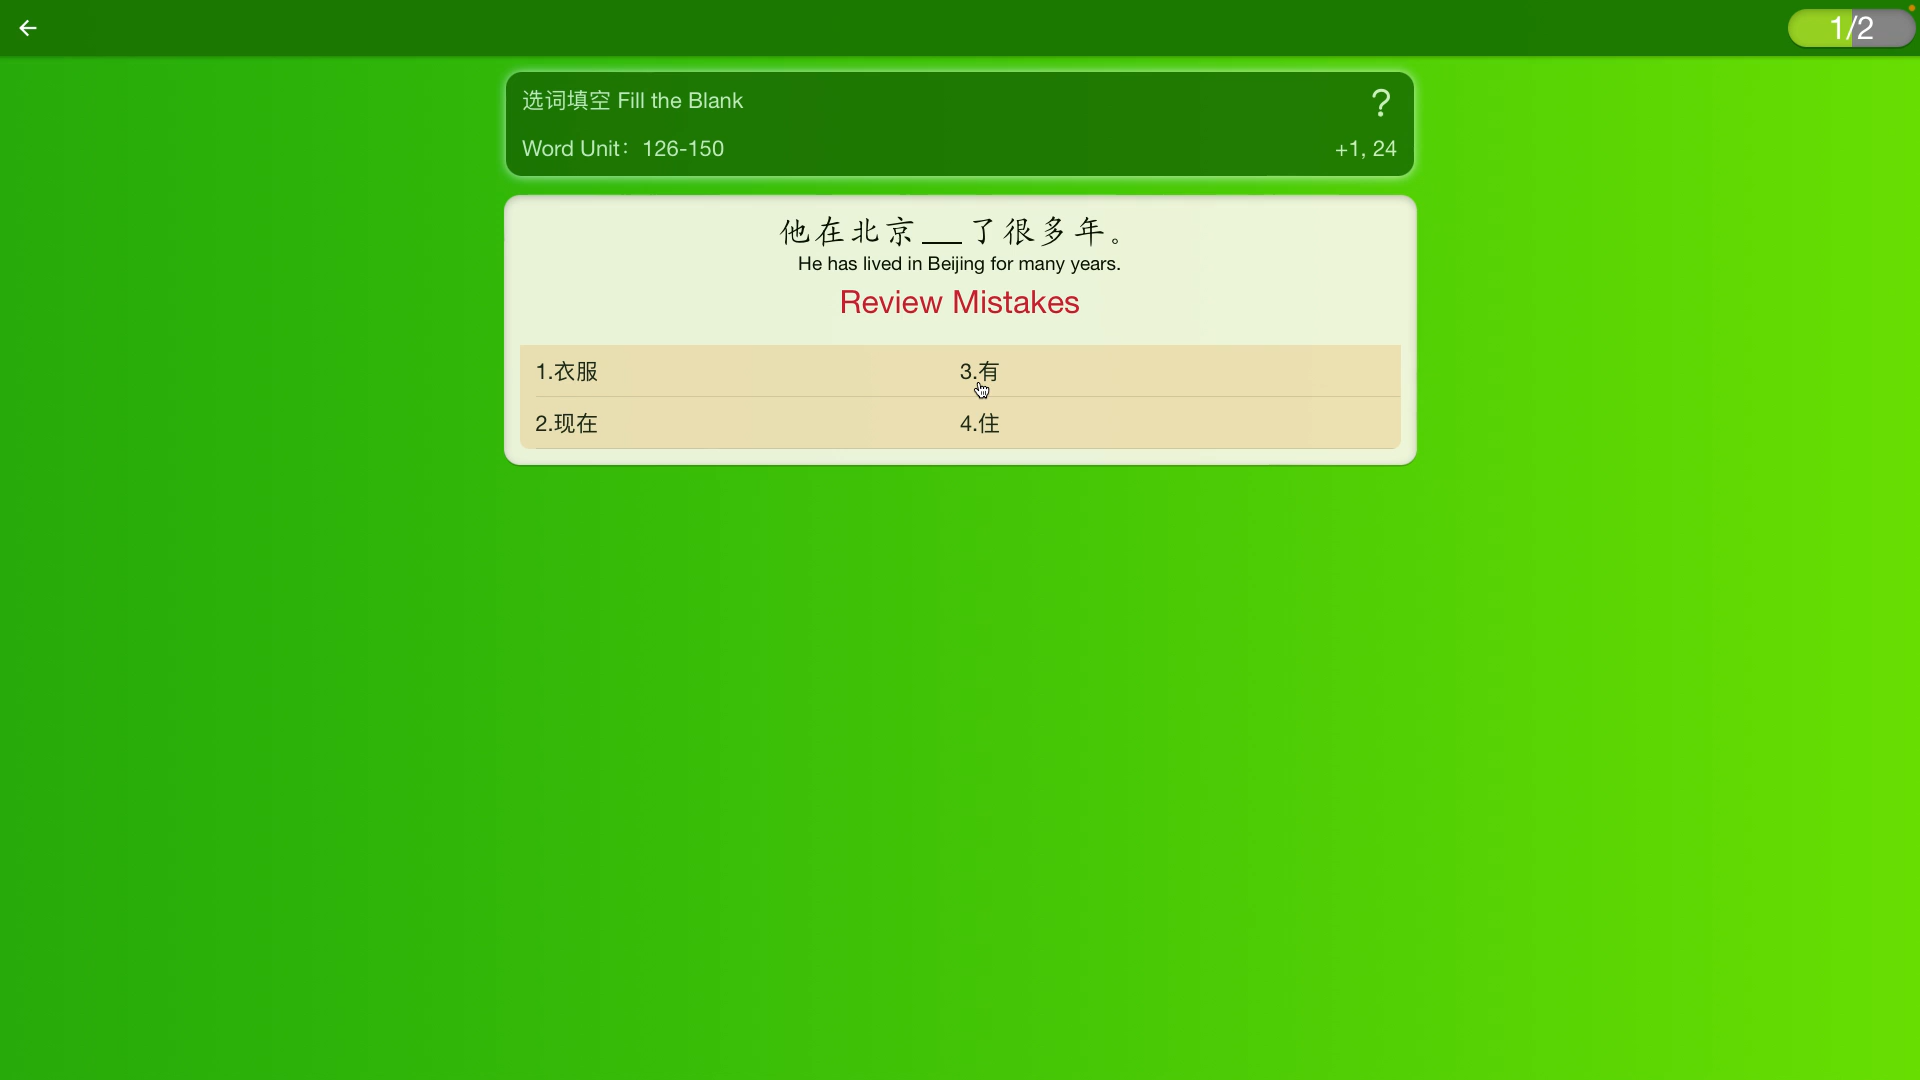 1/2
选词填空 Fill the Blank
?
Word Unit：126-150
+1, 24
他在北京__了很多年。
He has lived in Beijing for many years.
Review Mistakes
1.衣服
3.有
2.现在
4.住